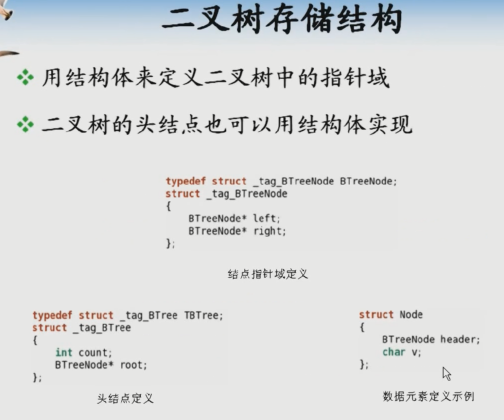 二叉树存储结构
用结构体来定义二叉树中的指针域
二叉树的头结点也可以用结构体实现
typedef struct _tag_BTreeNode BTreeNode;
struct _tag_BTreeNode
{
    BTreeNode* left;
    BTreeNode* right;
};
结点指针域定义
typedef struct _tag_BTree TBTree;
struct _tag_BTree
{
    int count;
    BTreeNode* root;
};
头结点定义
struct Node
{
    BTreeNode header;
    char v;
};
数据元素定义示例